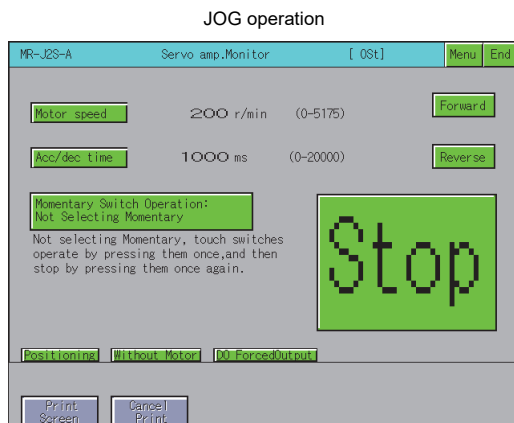 JOG operation
MR-J2S-A Servo amp.Monitor [ 0St] Menu End
Motor speed 200 r/min (0-5175) Forward
Acc/dec time 1000 ms (0-20000) Reverse
Momentary Switch Operation:
Not Selecting Momentary
Not selecting Momentary, touch switches
operate by pressing them once,and then
stop by pressing them once again.
Stop
Positioning Without Motor DO ForcedOutput
Print Screen
Cancel Print